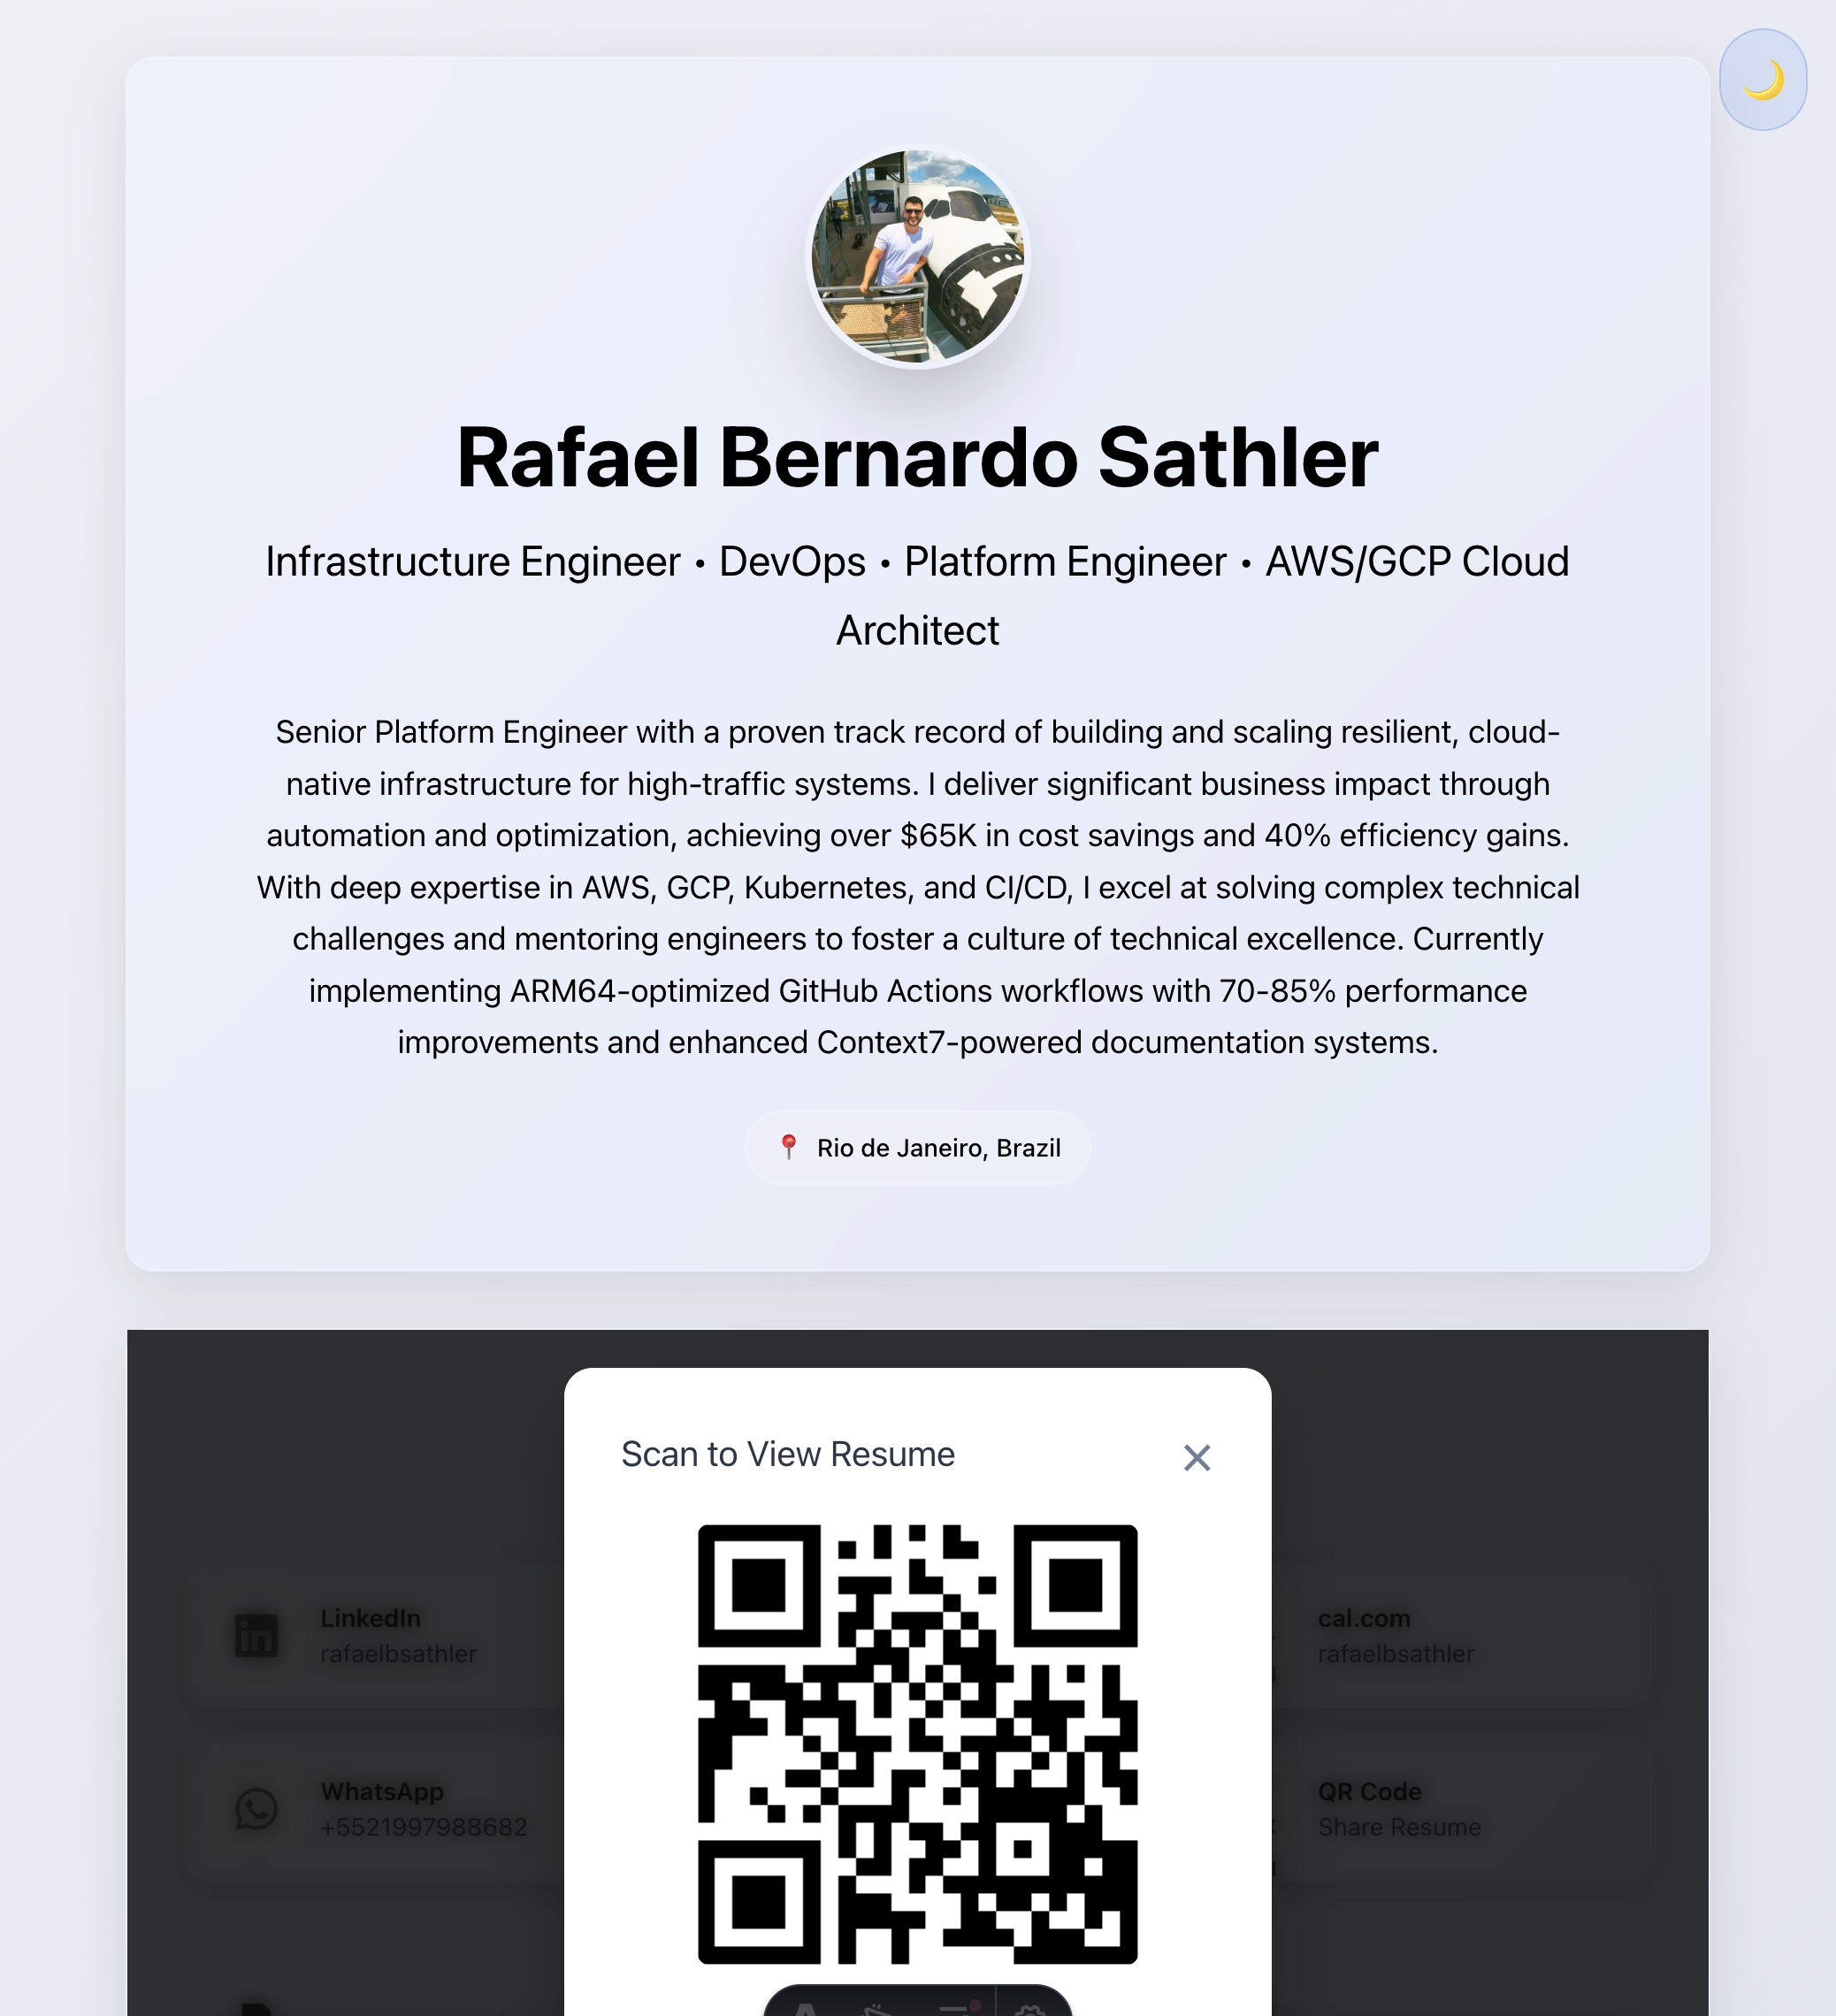 Rafael Bernardo Sathler
Infrastructure Engineer • DevOps • Platform Engineer • AWS/GCP Cloud
Architect
Senior Platform Engineer with a proven track record of building and scaling resilient, cloud-
native infrastructure for high-traffic systems. I deliver significant business impact through
automation and optimization, achieving over $65K in cost savings and 40% efficiency gains.
With deep expertise in AWS, GCP, Kubernetes, and CI/CD, I excel at solving complex technical
challenges and mentoring engineers to foster a culture of technical excellence. Currently
implementing ARM64-optimized GitHub Actions workflows with 70-85% performance
improvements and enhanced Context7-powered documentation systems.
Rio de Janeiro, Brazil
Scan to View Resume
LinkedIn
rafaelbsathler
cal.com
rafaelbsathler
WhatsApp
+5521997988682
QR Code
Share Resume